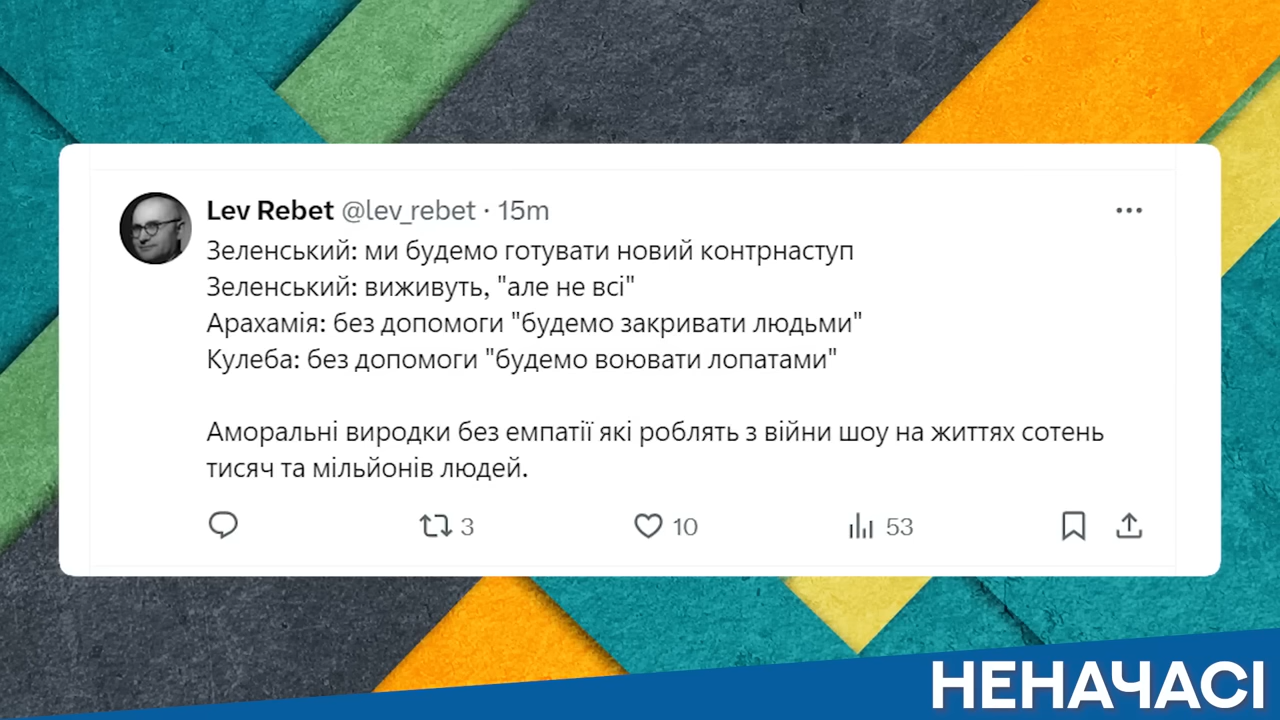 Lev Rebet @lev_rebet · 15m
Зеленський: ми будемо готувати новий контрнаступ
Зеленський: виживуть, "але не всі"
Арахамія: без допомоги "будемо закривати людьми"
Кулеба: без допомоги "будемо воювати лопатами"
Аморальні виродки без емпатії які роблять з війни шоу на життях сотень
тисяч та мільйонів людей.
3 10 53
НЕНАЧАСІ